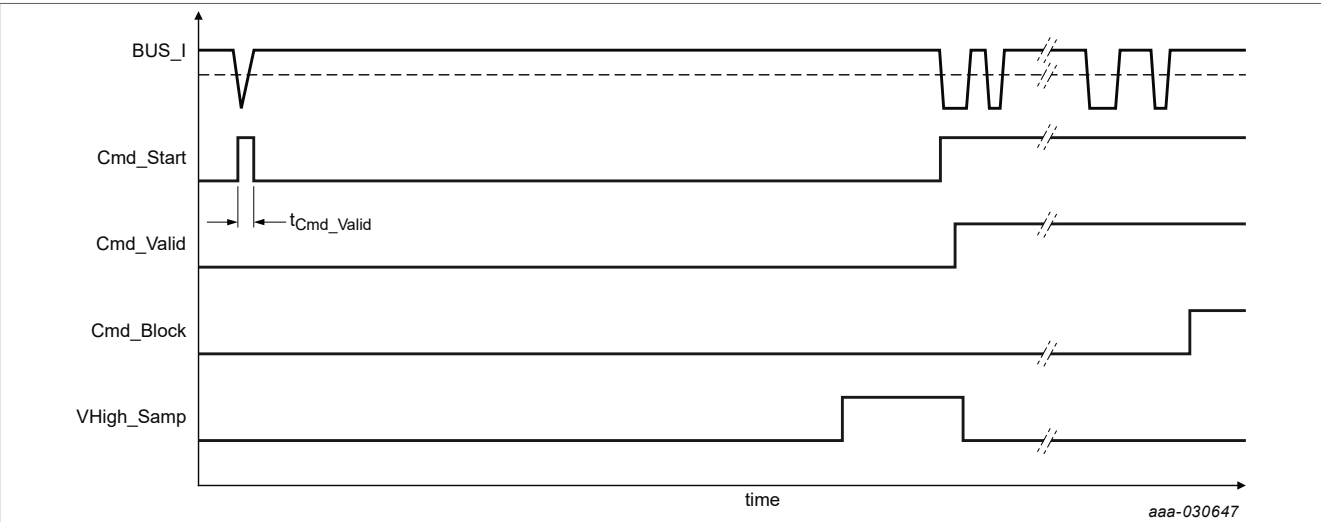 BUS_I
Cmd_Start
tCmd_Valid
Cmd_Valid
Cmd_Block
VHigh_Samp
time
aaa-030647